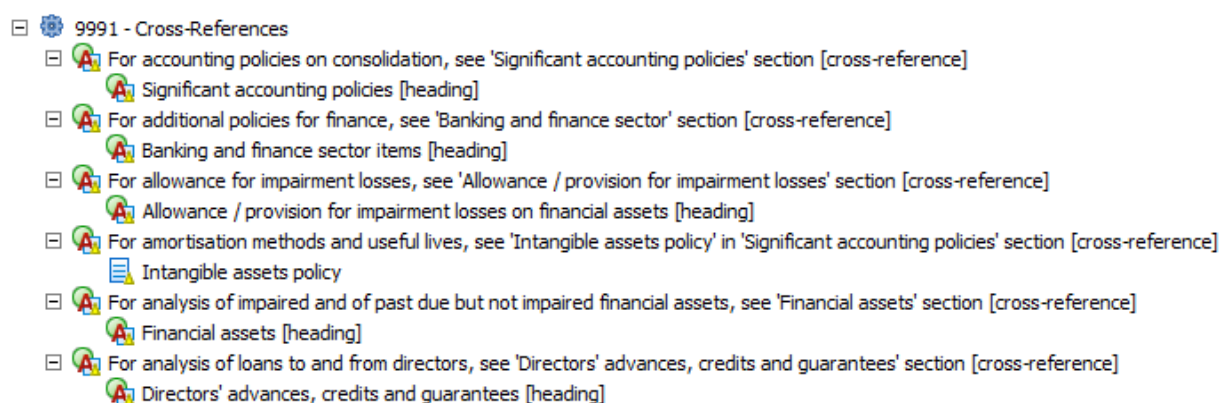 9991 - Cross-References
For accounting policies on consolidation, see 'Significant accounting policies' section [cross-reference]
Significant accounting policies [heading]
For additional policies for finance, see 'Banking and finance sector' section [cross-reference]
Banking and finance sector items [heading]
For allowance for impairment losses, see 'Allowance / provision for impairment losses' section [cross-reference]
Allowance / provision for impairment losses on financial assets [heading]
For amortisation methods and useful lives, see 'Intangible assets policy' in 'Significant accounting policies' section [cross-reference]
Intangible assets policy
For analysis of impaired and of past due but not impaired financial assets, see 'Financial assets' section [cross-reference]
Financial assets [heading]
For analysis of loans to and from directors, see 'Directors' advances, credits and guarantees' section [cross-reference]
Directors' advances, credits and guarantees [heading]